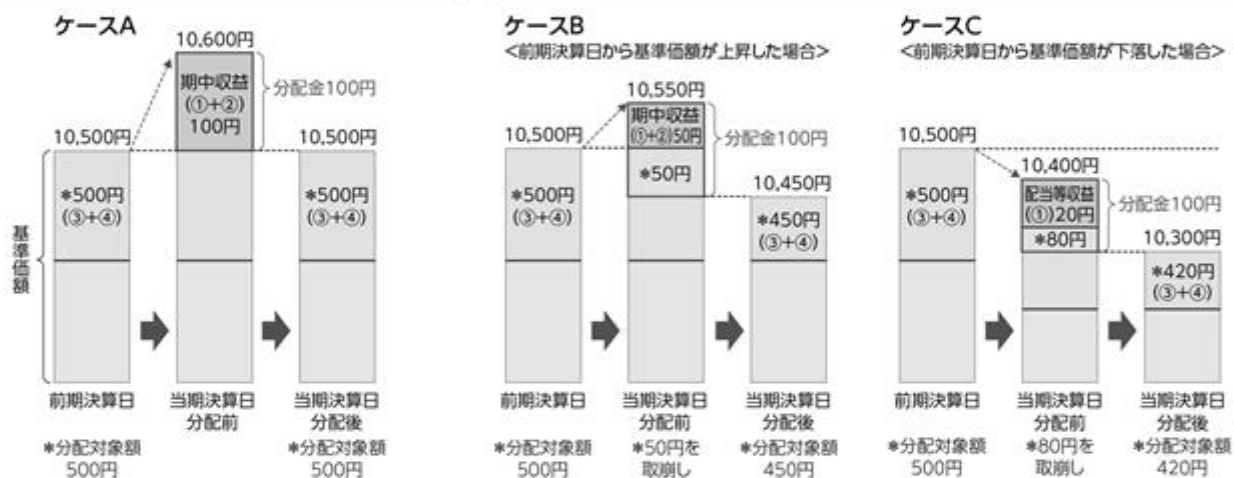 ケースA
10,600円
期中収益
(①+②)
100円
分配金100円
10,500円
10,500円
*500円
(③+④)
*500円
(③+④)
基準価額
前期決算日
当期決算日
分配前
当期決算日
分配後
*分配対象額
500円
*分配対象額
500円
ケースB
<前期決算日から基準価額が上昇した場合>
10,550円
期中収益
(①+②)50円
分配金100円
10,500円
*50円
10,450円
*500円
(③+④)
*450円
(③+④)
前期決算日
当期決算日
分配前
当期決算日
分配後
*分配対象額
500円
*50円を
取崩し
*分配対象額
450円
ケースC
<前期決算日から基準価額が下落した場合>
10,500円
10,400円
配当等収益
(①)20円
分配金100円
*80円
10,300円
*500円
(③+④)
*420円
(③+④)
前期決算日
当期決算日
分配前
当期決算日
分配後
*分配対象額
500円
*80円を
取崩し
*分配対象額
420円